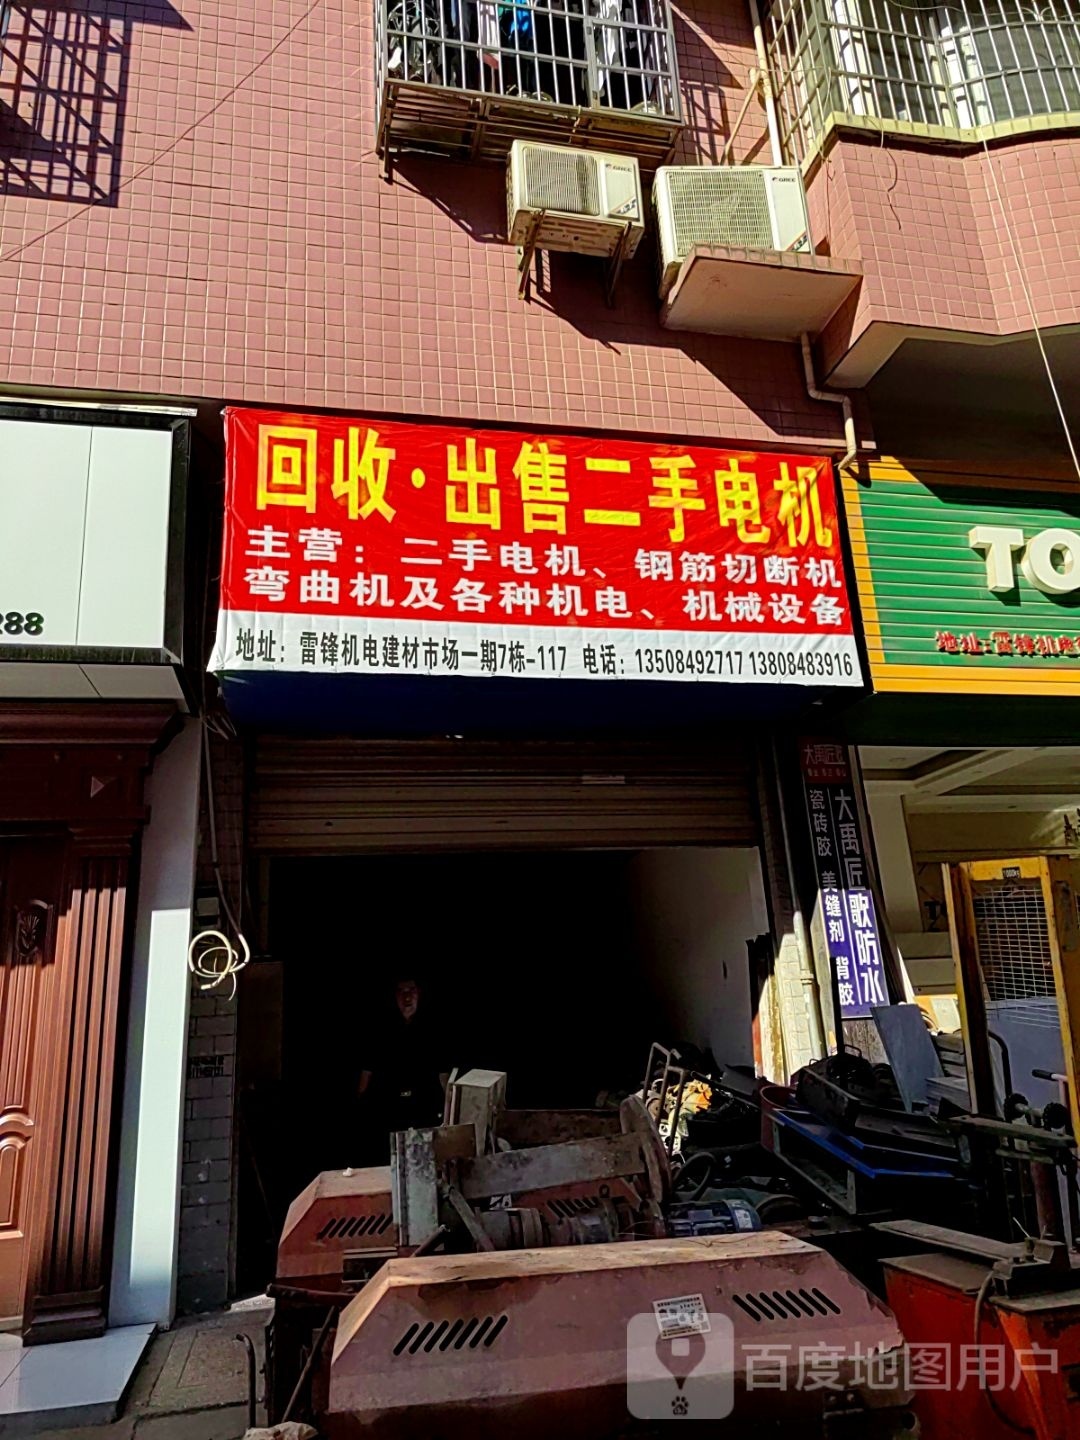 GREE
GREE
回收·出售二手电机
主营：二手电机、钢筋切断机
弯曲机及各种机电、机械设备
地址：雷锋机电建材市场一期7栋-117 电话：13508492717 13808483916
288
TO
地址:雷锋机电
大禹匠
大禹匠歌防水
瓷砖胶 美缝剂 背胶
百度地图用户